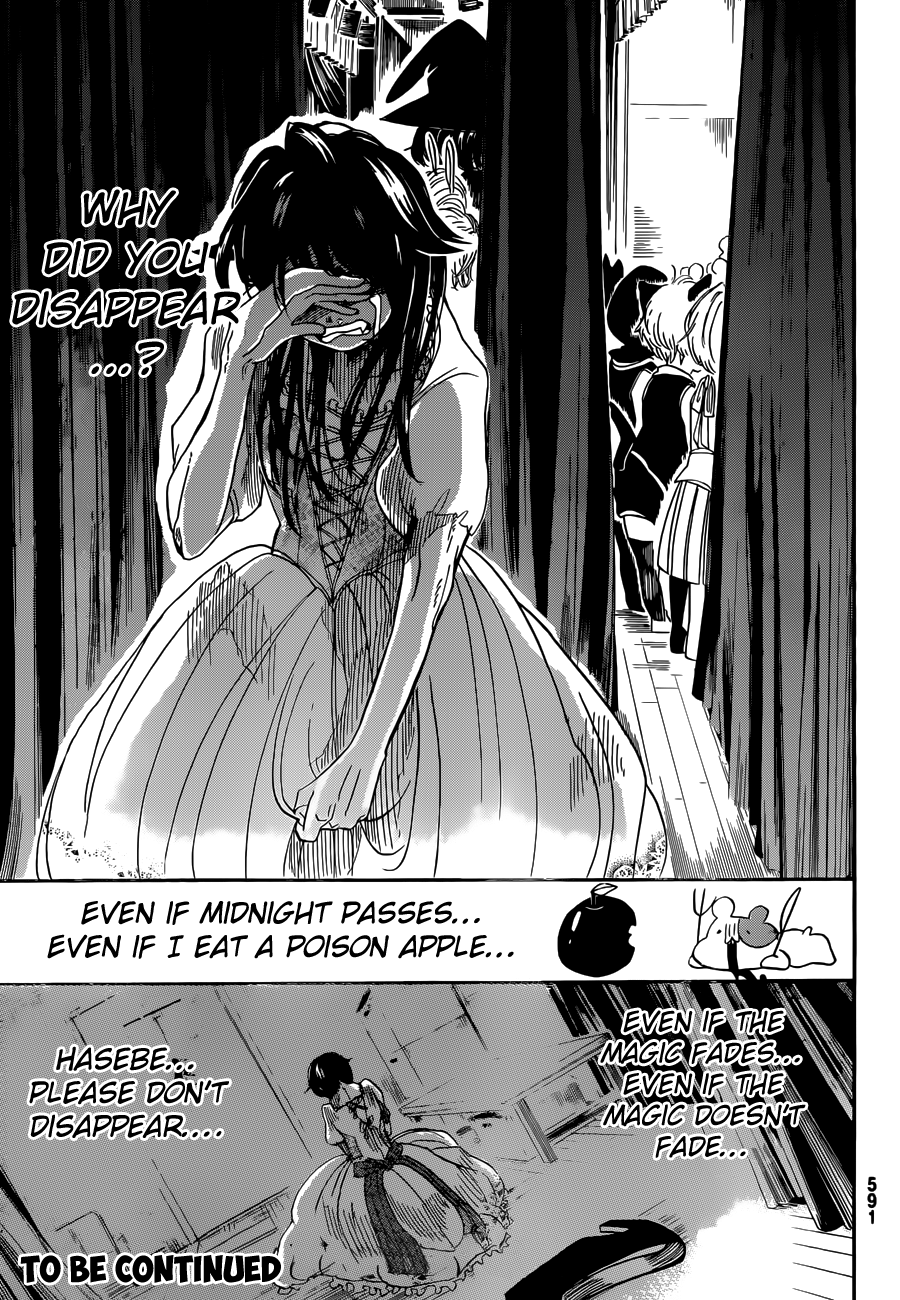 WHY
DID YOU
DISAPPEAR
...?
EVEN IF MIDNIGHT PASSES...
EVEN IF I EAT A POISON APPLE...
EVEN IF THE
MAGIC FADES...
EVEN IF THE
MAGIC DOESN'T
FADE...
HASEBE...
PLEASE DON'T
DISAPPEAR....
TO BE CONTINUED
591